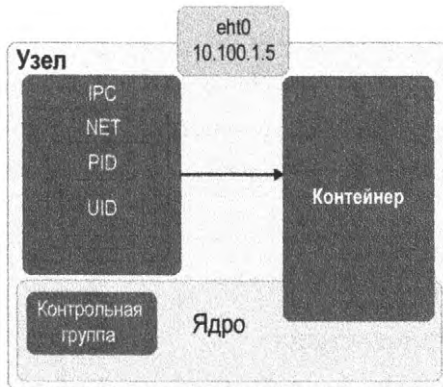 eht0
10.100.1.5
Узел
IPC
NET
PID
UID
Контейнер
Контрольная
группа
Ядро